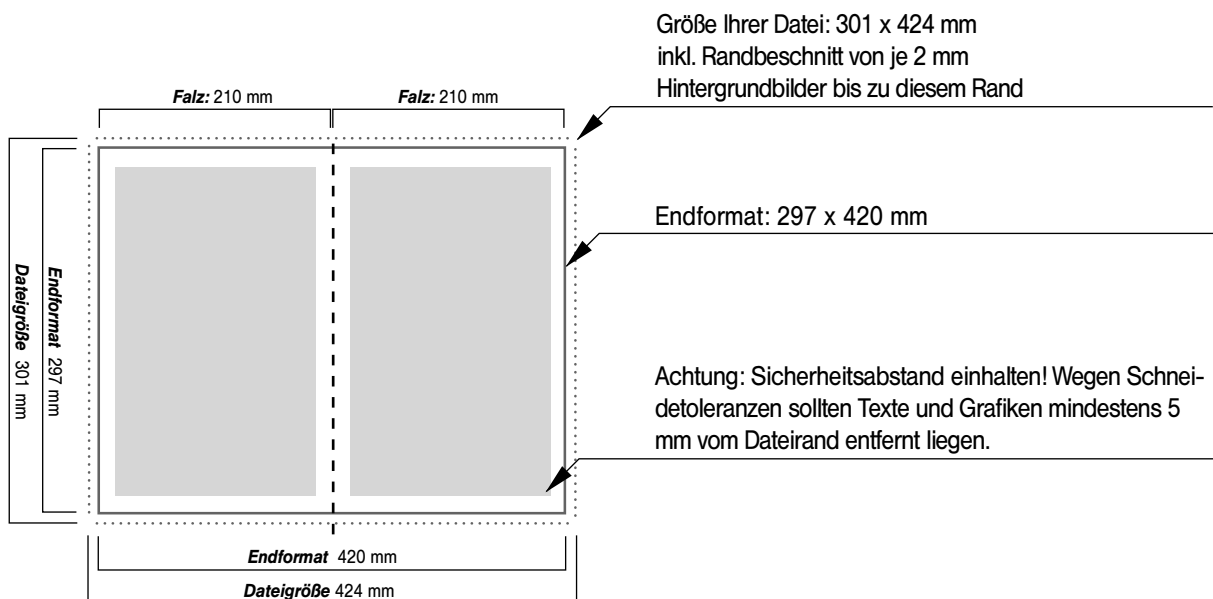 Größe Ihrer Datei: 301 x 424 mm
inkl. Randbeschnitt von je 2 mm
Hintergrundbilder bis zu diesem Rand
Falz: 210 mm
Falz: 210 mm
Endformat: 297 x 420 mm
Dateigröße 301 mm
Endformat 297 mm
Achtung: Sicherheitsabstand einhalten! Wegen Schnei-
detoleranzen sollten Texte und Grafiken mindestens 5
mm vom Dateirand entfernt liegen.
Endformat 420 mm
Dateigröße 424 mm